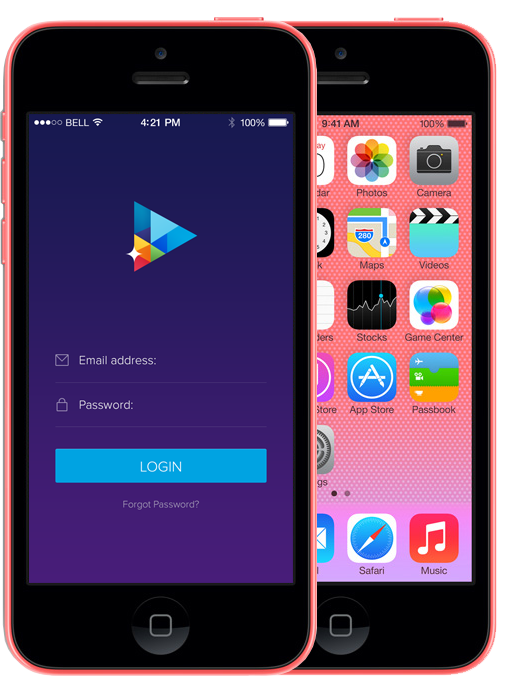 BELL 4:21 PM 100%
Email address:
Password:
LOGIN
Forgot Password?
9:41 AM 100%
dar Photos Camera
280
k Maps Videos
ders Stocks Game Center
Store App Store Passbook
gs
l Safari Music